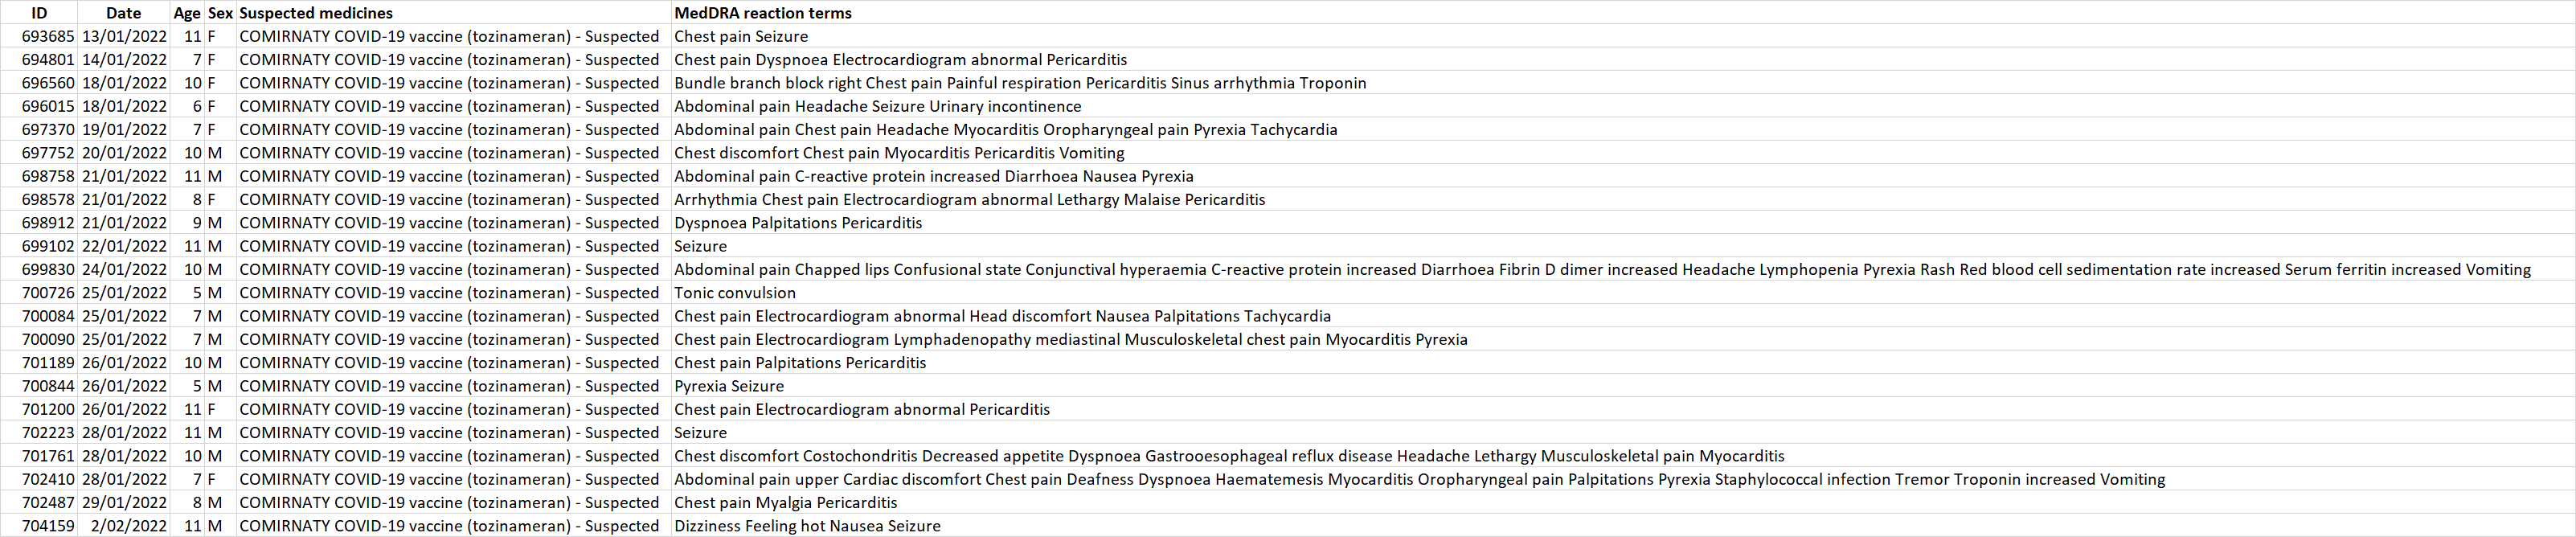 ID Date Age Sex Suspected medicines MedDRA reaction terms
693685 13/01/2022 11 F COMIRNATY COVID-19 vaccine (tozinameran) - Suspected Chest pain Seizure
694801 14/01/2022 7 F COMIRNATY COVID-19 vaccine (tozinameran) - Suspected Chest pain Dyspnoea Electrocardiogram abnormal Pericarditis
696560 18/01/2022 10 F COMIRNATY COVID-19 vaccine (tozinameran) - Suspected Bundle branch block right Chest pain Painful respiration Pericarditis Sinus arrhythmia Troponin
696015 18/01/2022 6 F COMIRNATY COVID-19 vaccine (tozinameran) - Suspected Abdominal pain Headache Seizure Urinary incontinence
697370 19/01/2022 7 F COMIRNATY COVID-19 vaccine (tozinameran) - Suspected Abdominal pain Chest pain Headache Myocarditis Oropharyngeal pain Pyrexia Tachycardia
697752 20/01/2022 10 M COMIRNATY COVID-19 vaccine (tozinameran) - Suspected Chest discomfort Chest pain Myocarditis Pericarditis Vomiting
698758 21/01/2022 11 M COMIRNATY COVID-19 vaccine (tozinameran) - Suspected Abdominal pain C-reactive protein increased Diarrhoea Nausea Pyrexia
698578 21/01/2022 8 F COMIRNATY COVID-19 vaccine (tozinameran) - Suspected Arrhythmia Chest pain Electrocardiogram abnormal Lethargy Malaise Pericarditis
698912 21/01/2022 9 M COMIRNATY COVID-19 vaccine (tozinameran) - Suspected Dyspnoea Palpitations Pericarditis
699102 22/01/2022 11 M COMIRNATY COVID-19 vaccine (tozinameran) - Suspected Seizure
699830 24/01/2022 10 M COMIRNATY COVID-19 vaccine (tozinameran) - Suspected Abdominal pain Chapped lips Confusional state Conjunctival hyperaemia C-reactive protein increased Diarrhoea Fibrin D dimer increased Headache Lymphopenia Pyrexia Rash Red blood cell sedimentation rate increased Serum ferritin increased Vomiting
700726 25/01/2022 5 M COMIRNATY COVID-19 vaccine (tozinameran) - Suspected Tonic convulsion
700084 25/01/2022 7 M COMIRNATY COVID-19 vaccine (tozinameran) - Suspected Chest pain Electrocardiogram abnormal Head discomfort Nausea Palpitations Tachycardia
700090 25/01/2022 7 M COMIRNATY COVID-19 vaccine (tozinameran) - Suspected Chest pain Electrocardiogram Lymphadenopathy mediastinal Musculoskeletal chest pain Myocarditis Pyrexia
701189 26/01/2022 10 M COMIRNATY COVID-19 vaccine (tozinameran) - Suspected Chest pain Palpitations Pericarditis
700844 26/01/2022 5 M COMIRNATY COVID-19 vaccine (tozinameran) - Suspected Pyrexia Seizure
701200 26/01/2022 11 F COMIRNATY COVID-19 vaccine (tozinameran) - Suspected Chest pain Electrocardiogram abnormal Pericarditis
702223 28/01/2022 11 M COMIRNATY COVID-19 vaccine (tozinameran) - Suspected Seizure
701761 28/01/2022 10 M COMIRNATY COVID-19 vaccine (tozinameran) - Suspected Chest discomfort Costochondritis Decreased appetite Dyspnoea Gastrooesophageal reflux disease Headache Lethargy Musculoskeletal pain Myocarditis
702410 28/01/2022 7 F COMIRNATY COVID-19 vaccine (tozinameran) - Suspected Abdominal pain upper Cardiac discomfort Chest pain Deafness Dyspnoea Haematemesis Myocarditis Oropharyngeal pain Palpitations Pyrexia Staphylococcal infection Tremor Troponin increased Vomiting
702487 29/01/2022 8 M COMIRNATY COVID-19 vaccine (tozinameran) - Suspected Chest pain Myalgia Pericarditis
704159 2/02/2022 11 M COMIRNATY COVID-19 vaccine (tozinameran) - Suspected Dizziness Feeling hot Nausea Seizure